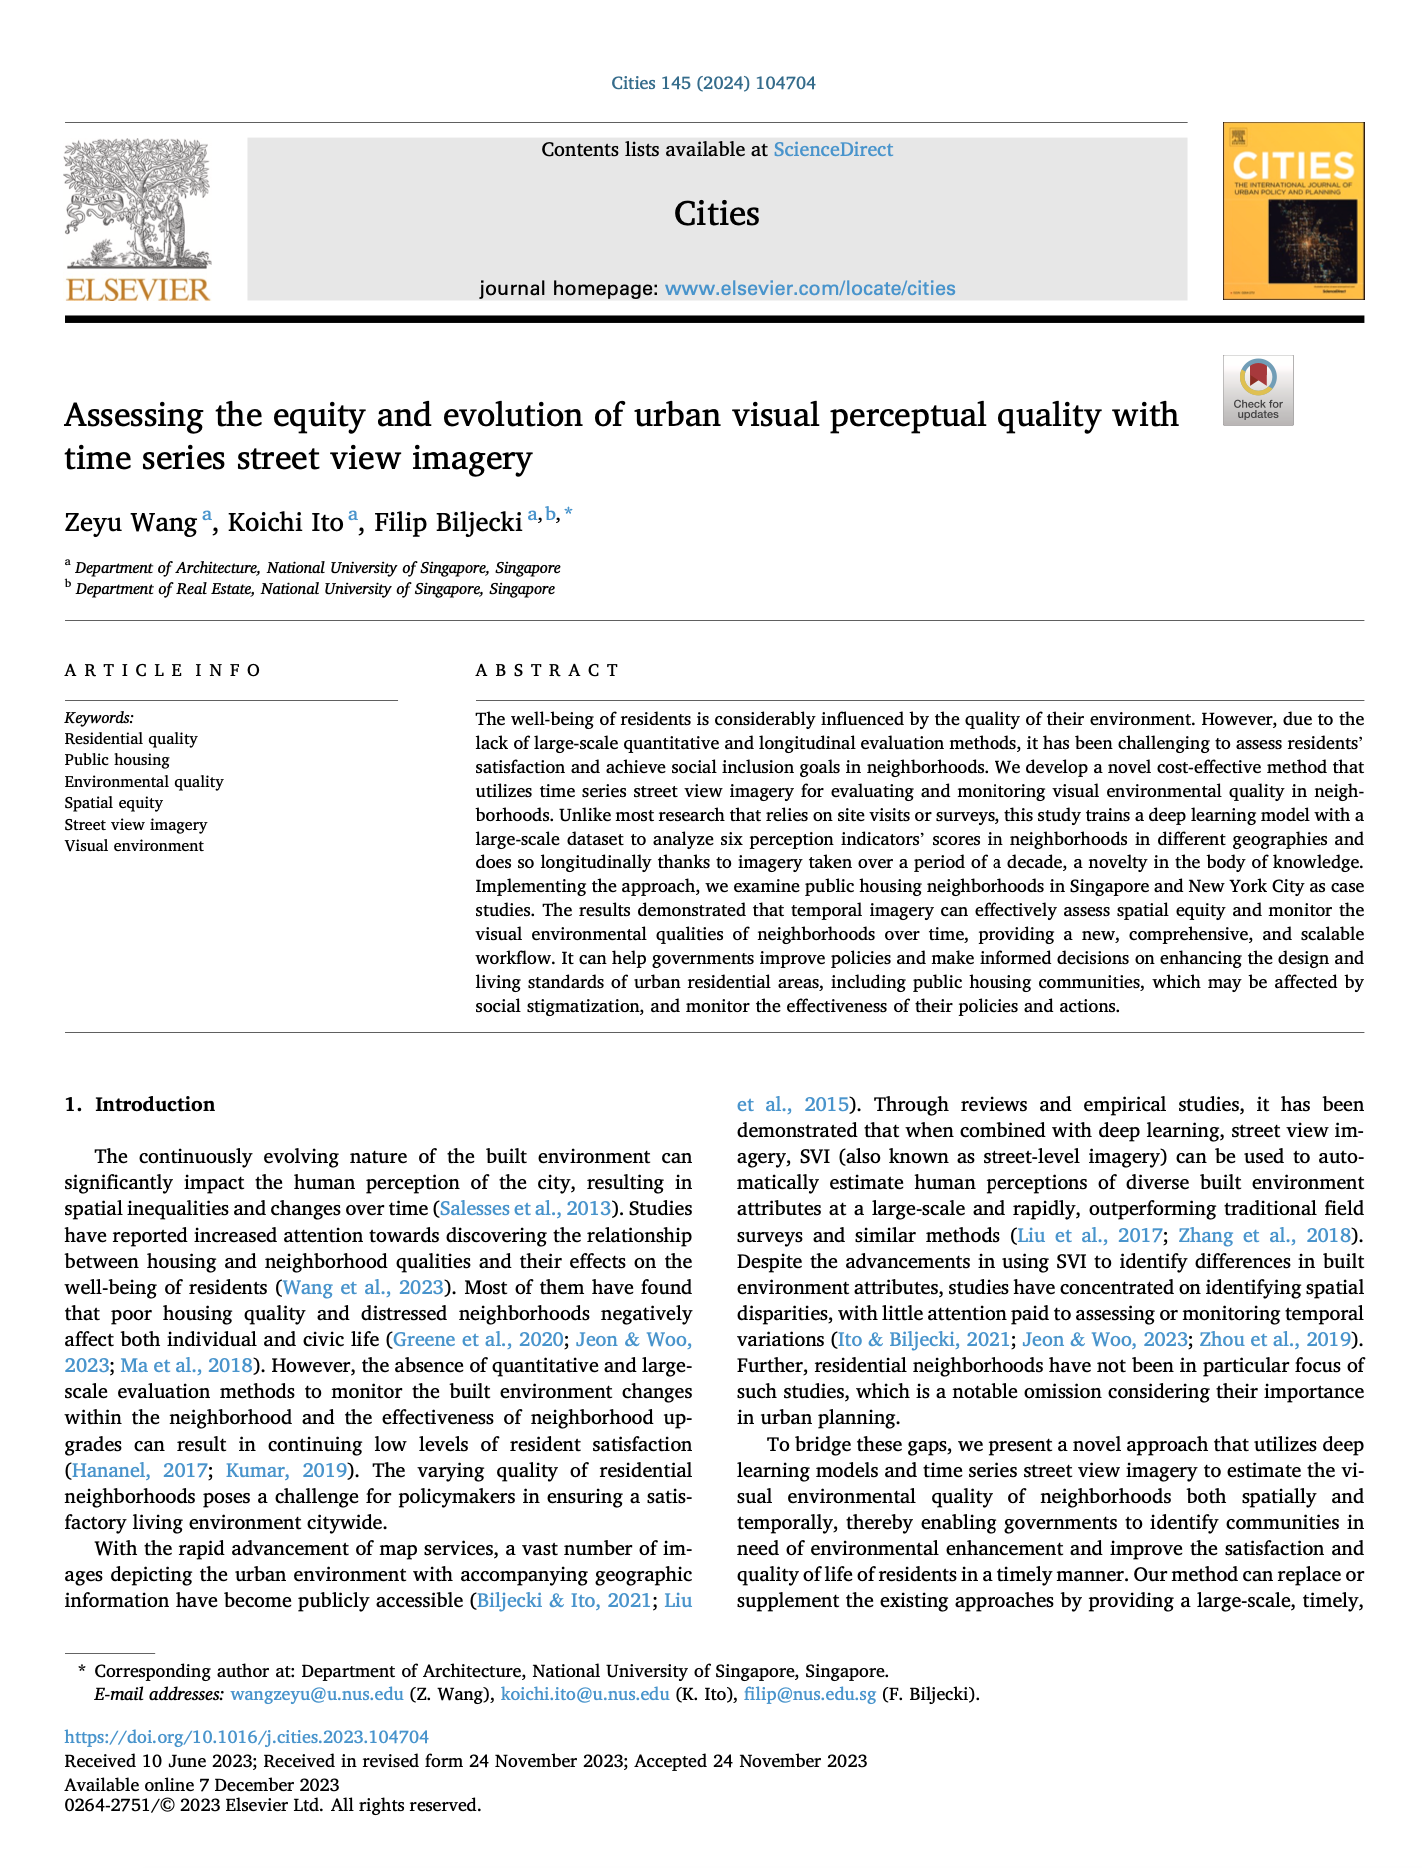 Cities 145 (2024) 104704
Contents lists available at ScienceDirect
Cities
journal homepage: www.elsevier.com/locate/cities
NON SOLUS
ELSEVIER
CITIES
THE INTERNATIONAL JOURNAL OF
URBAN POLICY AND PLANNING
Check for
updates
Assessing the equity and evolution of urban visual perceptual quality with
time series street view imagery
Zeyu Wang a, Koichi Ito a, Filip Biljecki a,b,*
a Department of Architecture, National University of Singapore, Singapore
b Department of Real Estate, National University of Singapore, Singapore
ARTICLE INFO
Keywords:
Residential quality
Public housing
Environmental quality
Spatial equity
Street view imagery
Visual environment
ABSTRACT
The well-being of residents is considerably influenced by the quality of their environment. However, due to the
lack of large-scale quantitative and longitudinal evaluation methods, it has been challenging to assess residents’
satisfaction and achieve social inclusion goals in neighborhoods. We develop a novel cost-effective method that
utilizes time series street view imagery for evaluating and monitoring visual environmental quality in neigh-
borhoods. Unlike most research that relies on site visits or surveys, this study trains a deep learning model with a
large-scale dataset to analyze six perception indicators’ scores in neighborhoods in different geographies and
does so longitudinally thanks to imagery taken over a period of a decade, a novelty in the body of knowledge.
Implementing the approach, we examine public housing neighborhoods in Singapore and New York City as case
studies. The results demonstrated that temporal imagery can effectively assess spatial equity and monitor the
visual environmental qualities of neighborhoods over time, providing a new, comprehensive, and scalable
workflow. It can help governments improve policies and make informed decisions on enhancing the design and
living standards of urban residential areas, including public housing communities, which may be affected by
social stigmatization, and monitor the effectiveness of their policies and actions.
1. Introduction
The continuously evolving nature of the built environment can
significantly impact the human perception of the city, resulting in
spatial inequalities and changes over time (Salesses et al., 2013). Studies
have reported increased attention towards discovering the relationship
between housing and neighborhood qualities and their effects on the
well-being of residents (Wang et al., 2023). Most of them have found
that poor housing quality and distressed neighborhoods negatively
affect both individual and civic life (Greene et al., 2020; Jeon & Woo,
2023; Ma et al., 2018). However, the absence of quantitative and large-
scale evaluation methods to monitor the built environment changes
within the neighborhood and the effectiveness of neighborhood up-
grades can result in continuing low levels of resident satisfaction
(Hananel, 2017; Kumar, 2019). The varying quality of residential
neighborhoods poses a challenge for policymakers in ensuring a satis-
factory living environment citywide.
With the rapid advancement of map services, a vast number of im-
ages depicting the urban environment with accompanying geographic
information have become publicly accessible (Biljecki & Ito, 2021; Liu
et al., 2015). Through reviews and empirical studies, it has been
demonstrated that when combined with deep learning, street view im-
agery, SVI (also known as street-level imagery) can be used to auto-
matically estimate human perceptions of diverse built environment
attributes at a large-scale and rapidly, outperforming traditional field
surveys and similar methods (Liu et al., 2017; Zhang et al., 2018).
Despite the advancements in using SVI to identify differences in built
environment attributes, studies have concentrated on identifying spatial
disparities, with little attention paid to assessing or monitoring temporal
variations (Ito & Biljecki, 2021; Jeon & Woo, 2023; Zhou et al., 2019).
Further, residential neighborhoods have not been in particular focus of
such studies, which is a notable omission considering their importance
in urban planning.
To bridge these gaps, we present a novel approach that utilizes deep
learning models and time series street view imagery to estimate the vi-
sual environmental quality of neighborhoods both spatially and
temporally, thereby enabling governments to identify communities in
need of environmental enhancement and improve the satisfaction and
quality of life of residents in a timely manner. Our method can replace or
supplement the existing approaches by providing a large-scale, timely,
* Corresponding author at: Department of Architecture, National University of Singapore, Singapore.
E-mail addresses: wangzeyu@u.nus.edu (Z. Wang), koichi.ito@u.nus.edu (K. Ito), filip@nus.edu.sg (F. Biljecki).
https://doi.org/10.1016/j.cities.2023.104704
Received 10 June 2023; Received in revised form 24 November 2023; Accepted 24 November 2023
Available online 7 December 2023
0264-2751/© 2023 Elsevier Ltd. All rights reserved.